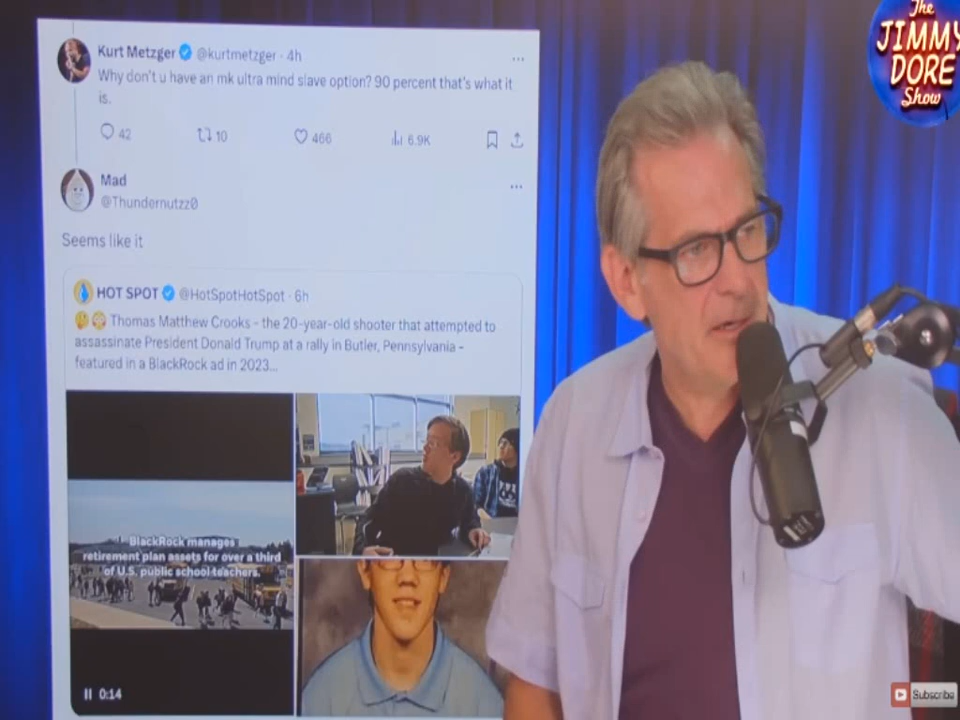 The
JIMMY
DORE
Show
Kurt Metzger @kurtmetzger · 4h
Why don't u have an mk ultra mind slave option? 90 percent that's what it
is.
42 10 466 6.9K
Mad
@Thundernutzz0
Seems like it
HOT SPOT @HotSpotHotSpot · 6h
Thomas Matthew Crooks – the 20-year-old shooter that attempted to
assassinate President Donald Trump at a rally in Butler, Pennsylvania –
featured in a BlackRock ad in 2023...
BlackRock manages
retirement plan assets for over a third
of U.S. public school teachers.
0:14
Subscribe